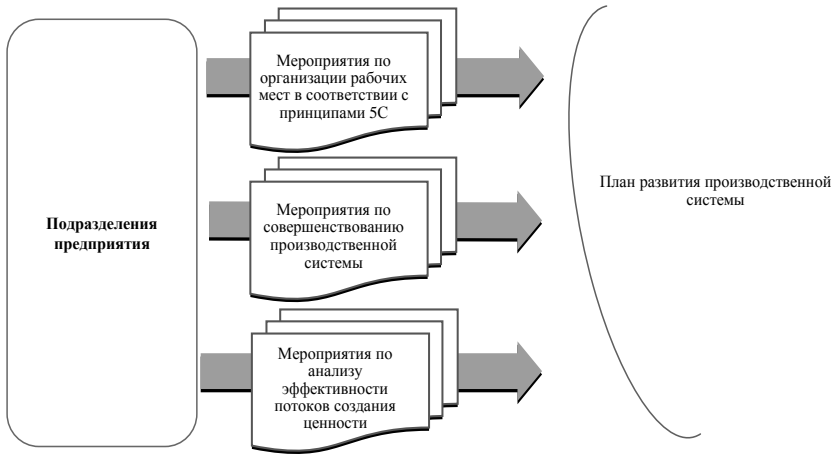 Подразделения
предприятия
Мероприятия по
организации рабочих
мест в соответствии с
принципами 5С
Мероприятия по
совершенствованию
производственной
системы
Мероприятия по
анализу
эффективности
потоков создания
ценности
План развития производственной
системы